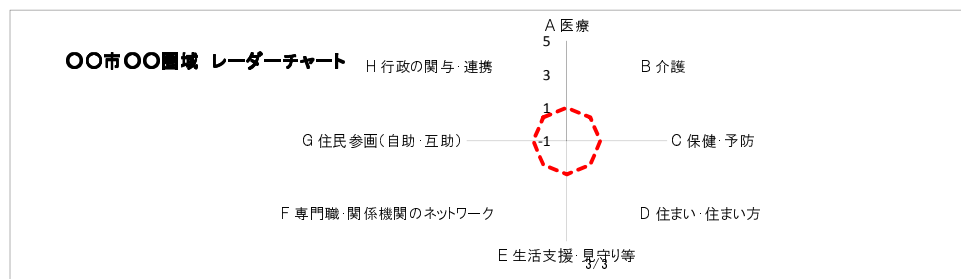 A 医療
5
〇〇市〇〇圏域 レーダーチャート
H 行政の関与・連携
3
B 介護
1
G 住民参画(自助・互助)
-1
C 保健・予防
F 専門職・関係機関のネットワーク
D 住まい・住まい方
E 生活支援・見守り等
3/3